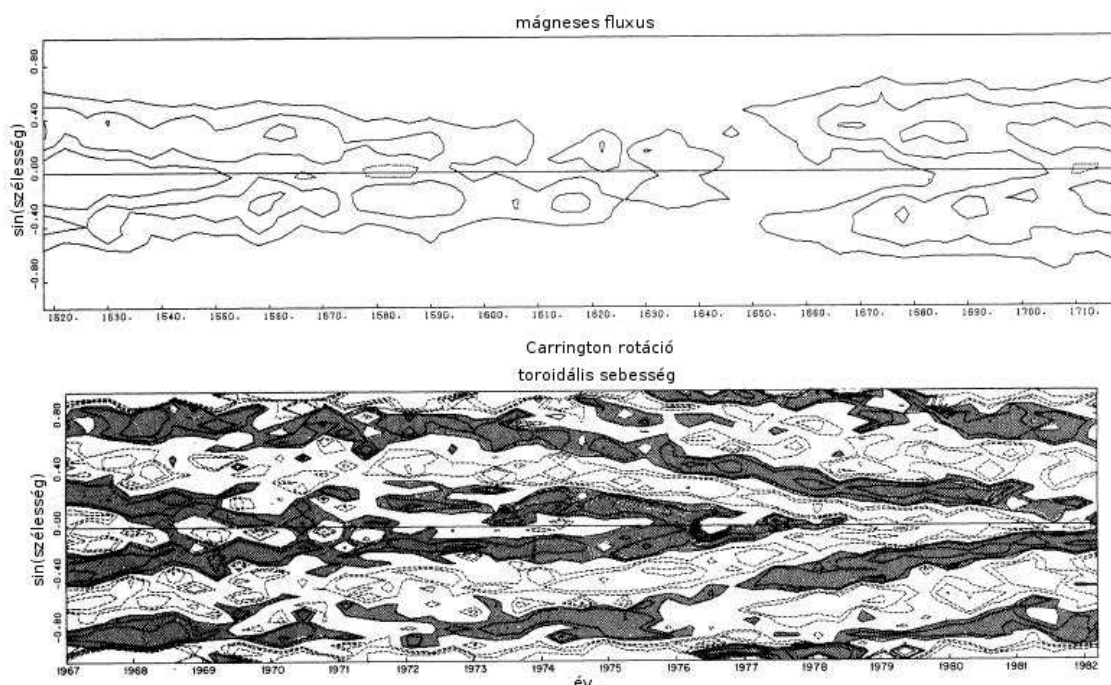 mágneses fluxus
sin(szélesség)
0.80
0.40
0.00
-0.40
-0.80
1520. 1530. 1540. 1550. 1560. 1570. 1580. 1590. 1600. 1610. 1620. 1630. 1640. 1650. 1660. 1670. 1680. 1690. 1700. 1710.
Carrington rotáció
toroidális sebesség
sin(szélesség)
0.80
0.40
0.00
-0.40
-0.80
1967 1968 1969 1970 1971 1972 1973 1974 1975 1976 1977 1978 1979 1980 1981 1982
év